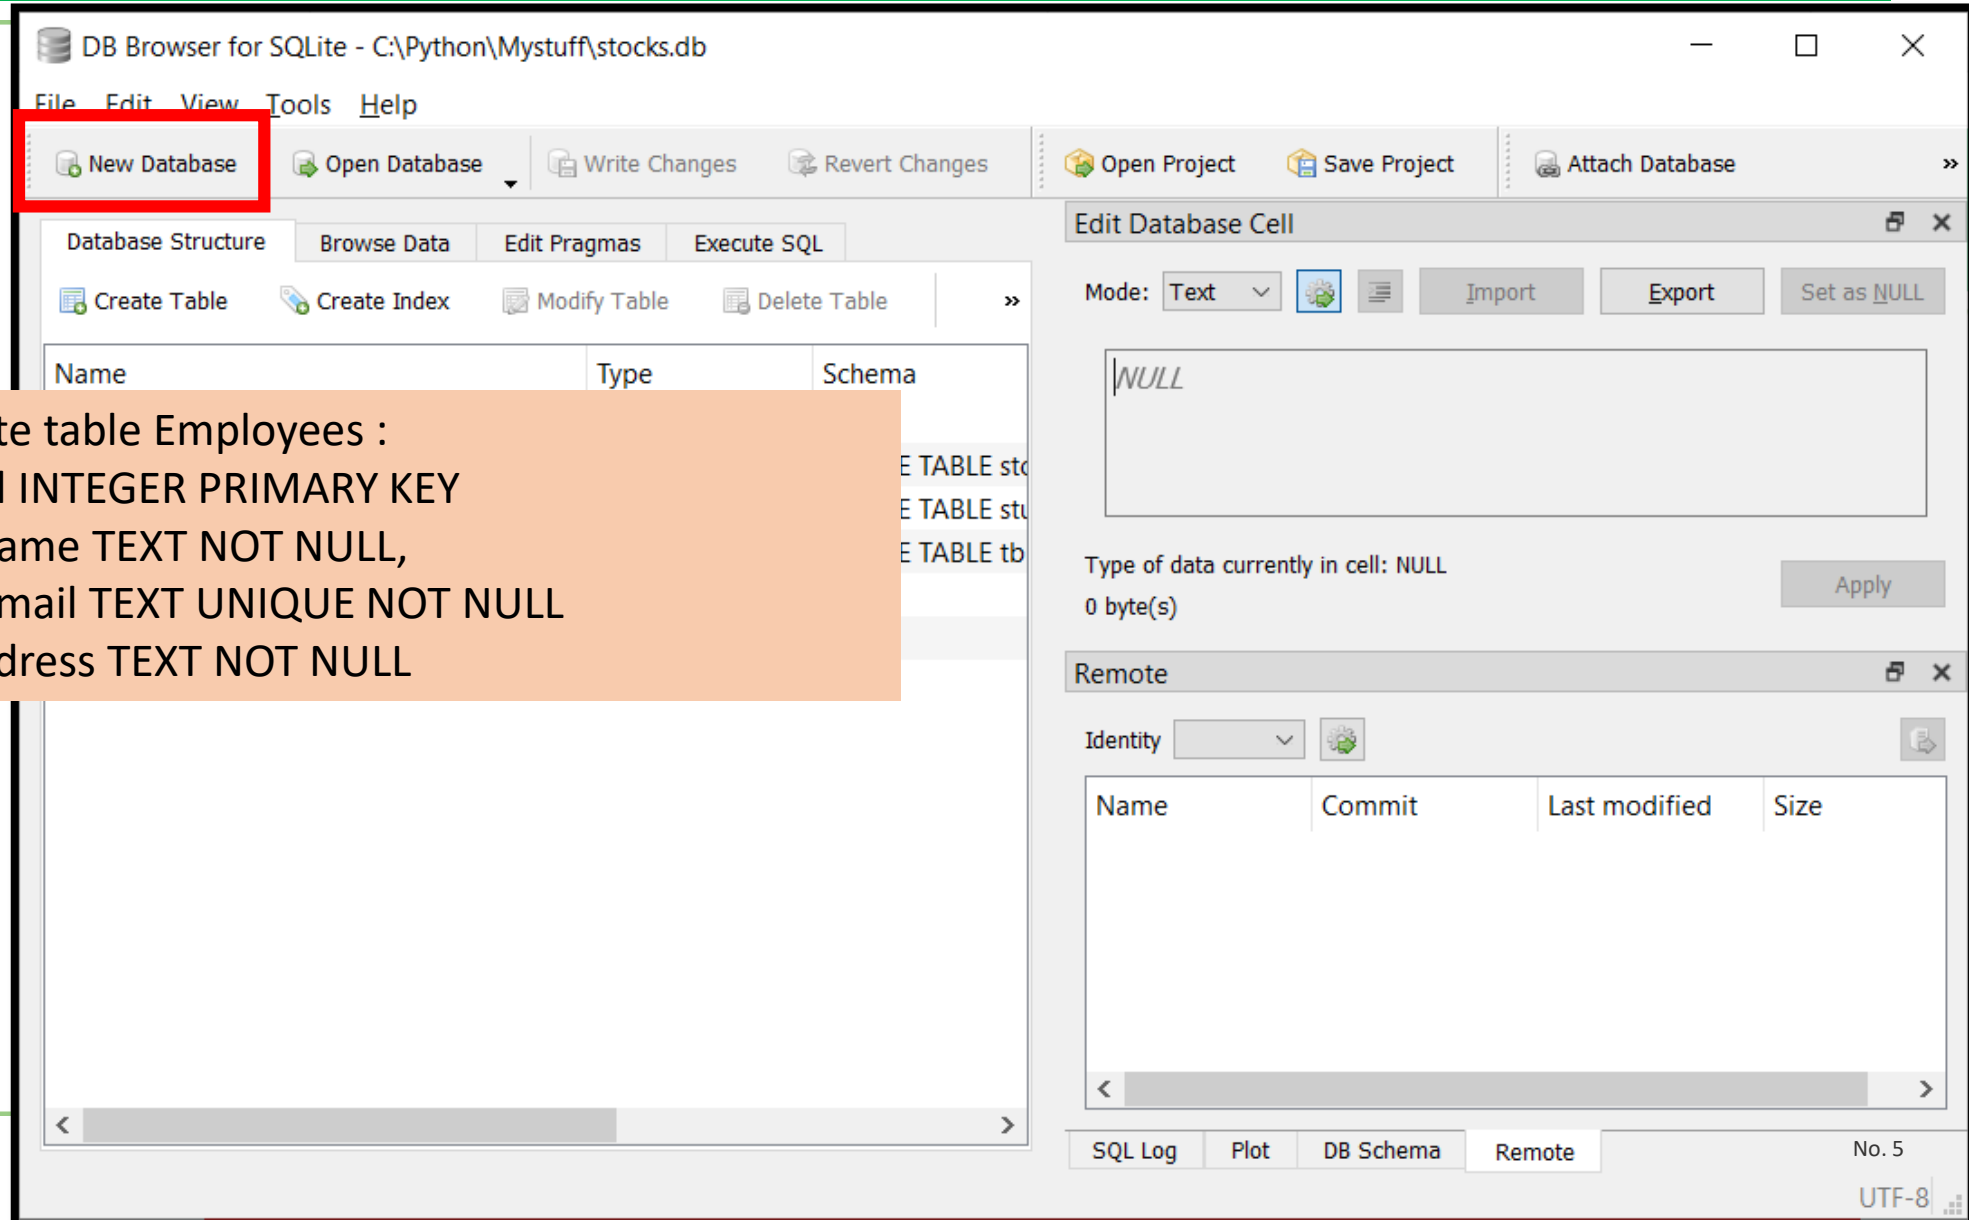 DB Browser for SQLite - C:\Python\Mystuff\stocks.db
File Edit View Tools Help
New Database Open Database Write Changes Revert Changes Open Project Save Project Attach Database »
Database Structure Browse Data Edit Pragmas Execute SQL
Create Table Create Index Modify Table Delete Table »
Name Type Schema
te table Employees :
INTEGER PRIMARY KEY
ame TEXT NOT NULL,
mail TEXT UNIQUE NOT NULL
dress TEXT NOT NULL
E TABLE sto
E TABLE stu
E TABLE tb
Edit Database Cell
Mode: Text Import Export Set as NULL
NULL
Type of data currently in cell: NULL
0 byte(s)
Apply
Remote
Identity
Name Commit Last modified Size
SQL Log Plot DB Schema Remote
No. 5
UTF-8